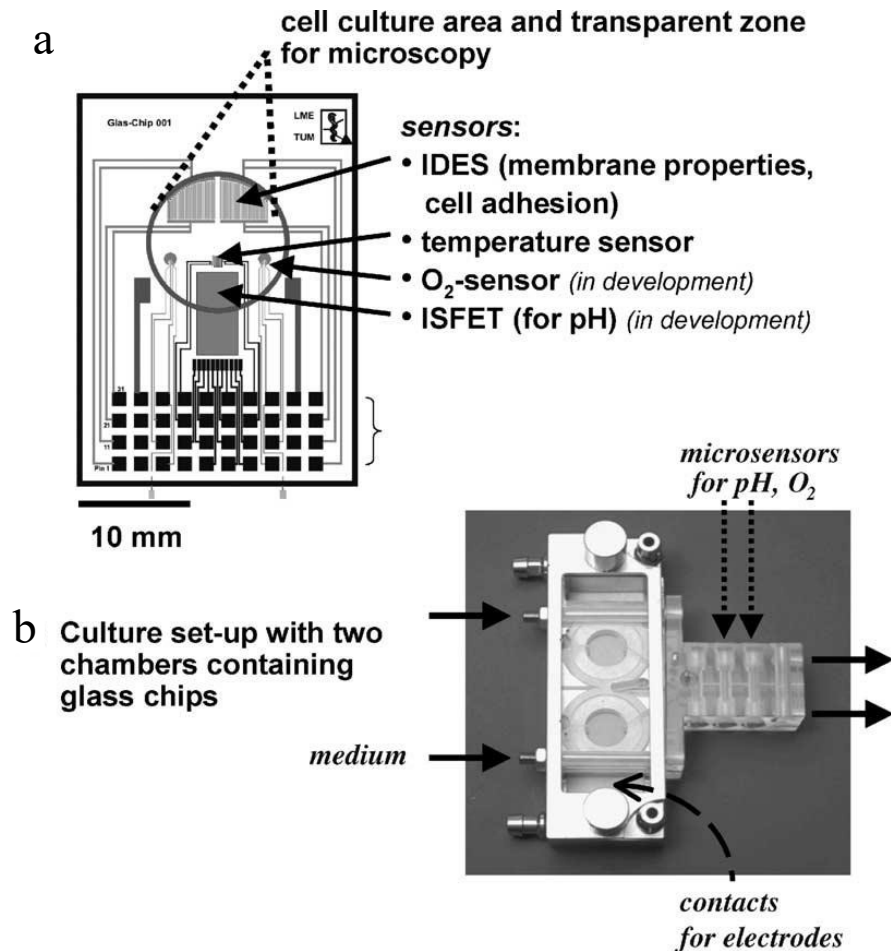 a
cell culture area and transparent zone
for microscopy
Glas-Chip 001
LME
TUM
sensors:
• IDES (membrane properties,
cell adhesion)
• temperature sensor
• O₂-sensor (in development)
• ISFET (for pH) (in development)
31
21
11
Pin 1
10 mm
microsensors
for pH, O₂
b
Culture set-up with two
chambers containing
glass chips
medium
contacts
for electrodes